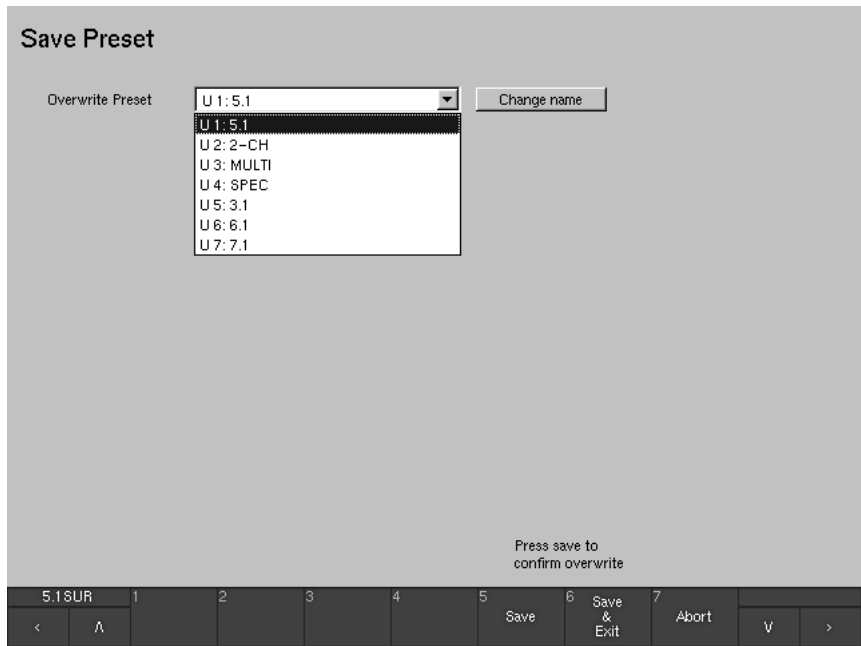 Save Preset
Overwrite Preset
U 1: 5.1
Change name
U 1: 5.1
U 2: 2-CH
U 3: MULTI
U 4: SPEC
U 5: 3.1
U 6: 6.1
U 7: 7.1
Press save to
confirm overwrite
5.1SUR
1
2
3
4
5
Save
6
Save
&
Exit
7
Abort
<
Λ
V
>